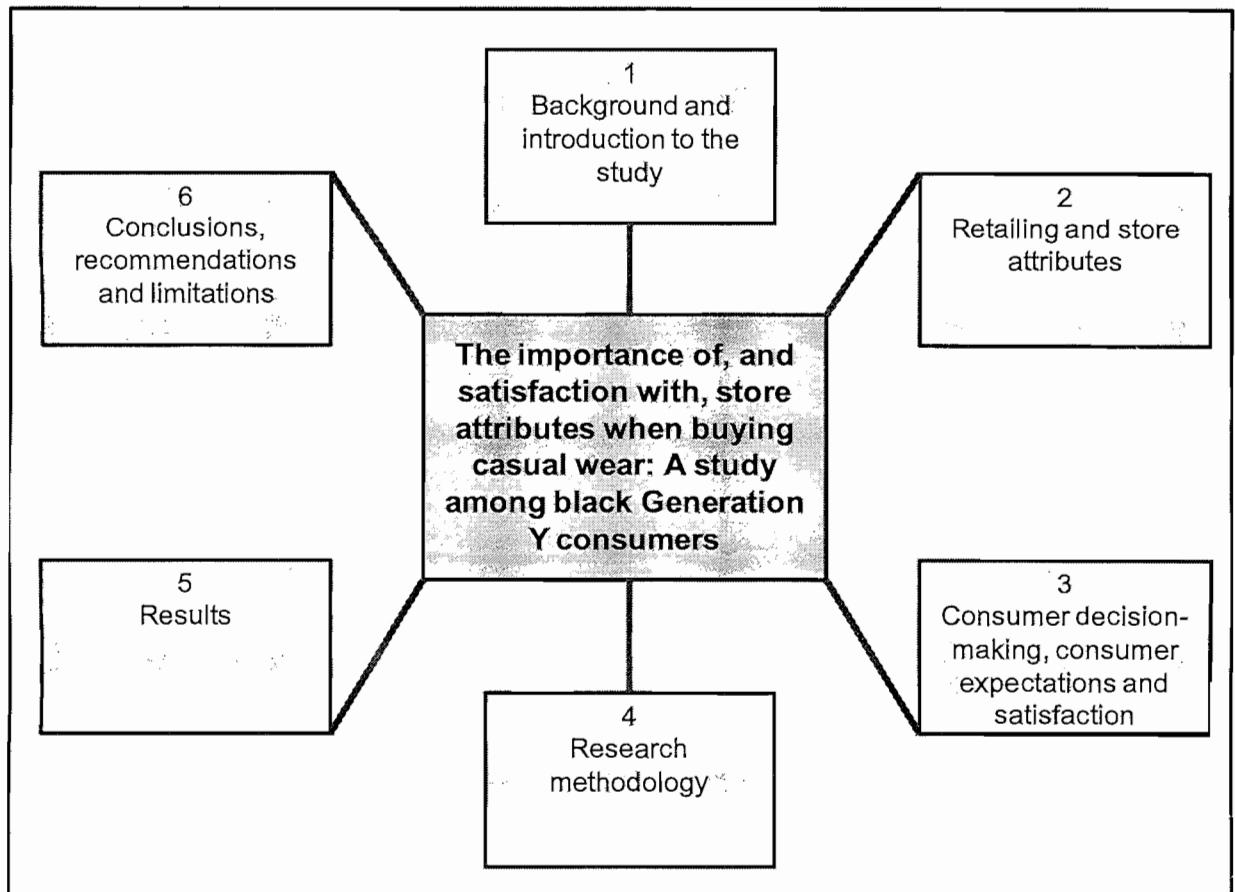 1
Background and
introduction to the
study
2
Retailing and store
attributes
3
Consumer decision-
making, consumer
expectations and
satisfaction
4
Research
methodology
5
Results
6
Conclusions,
recommendations
and limitations
The importance of, and
satisfaction with, store
attributes when buying
casual wear: A study
among black Generation
Y consumers